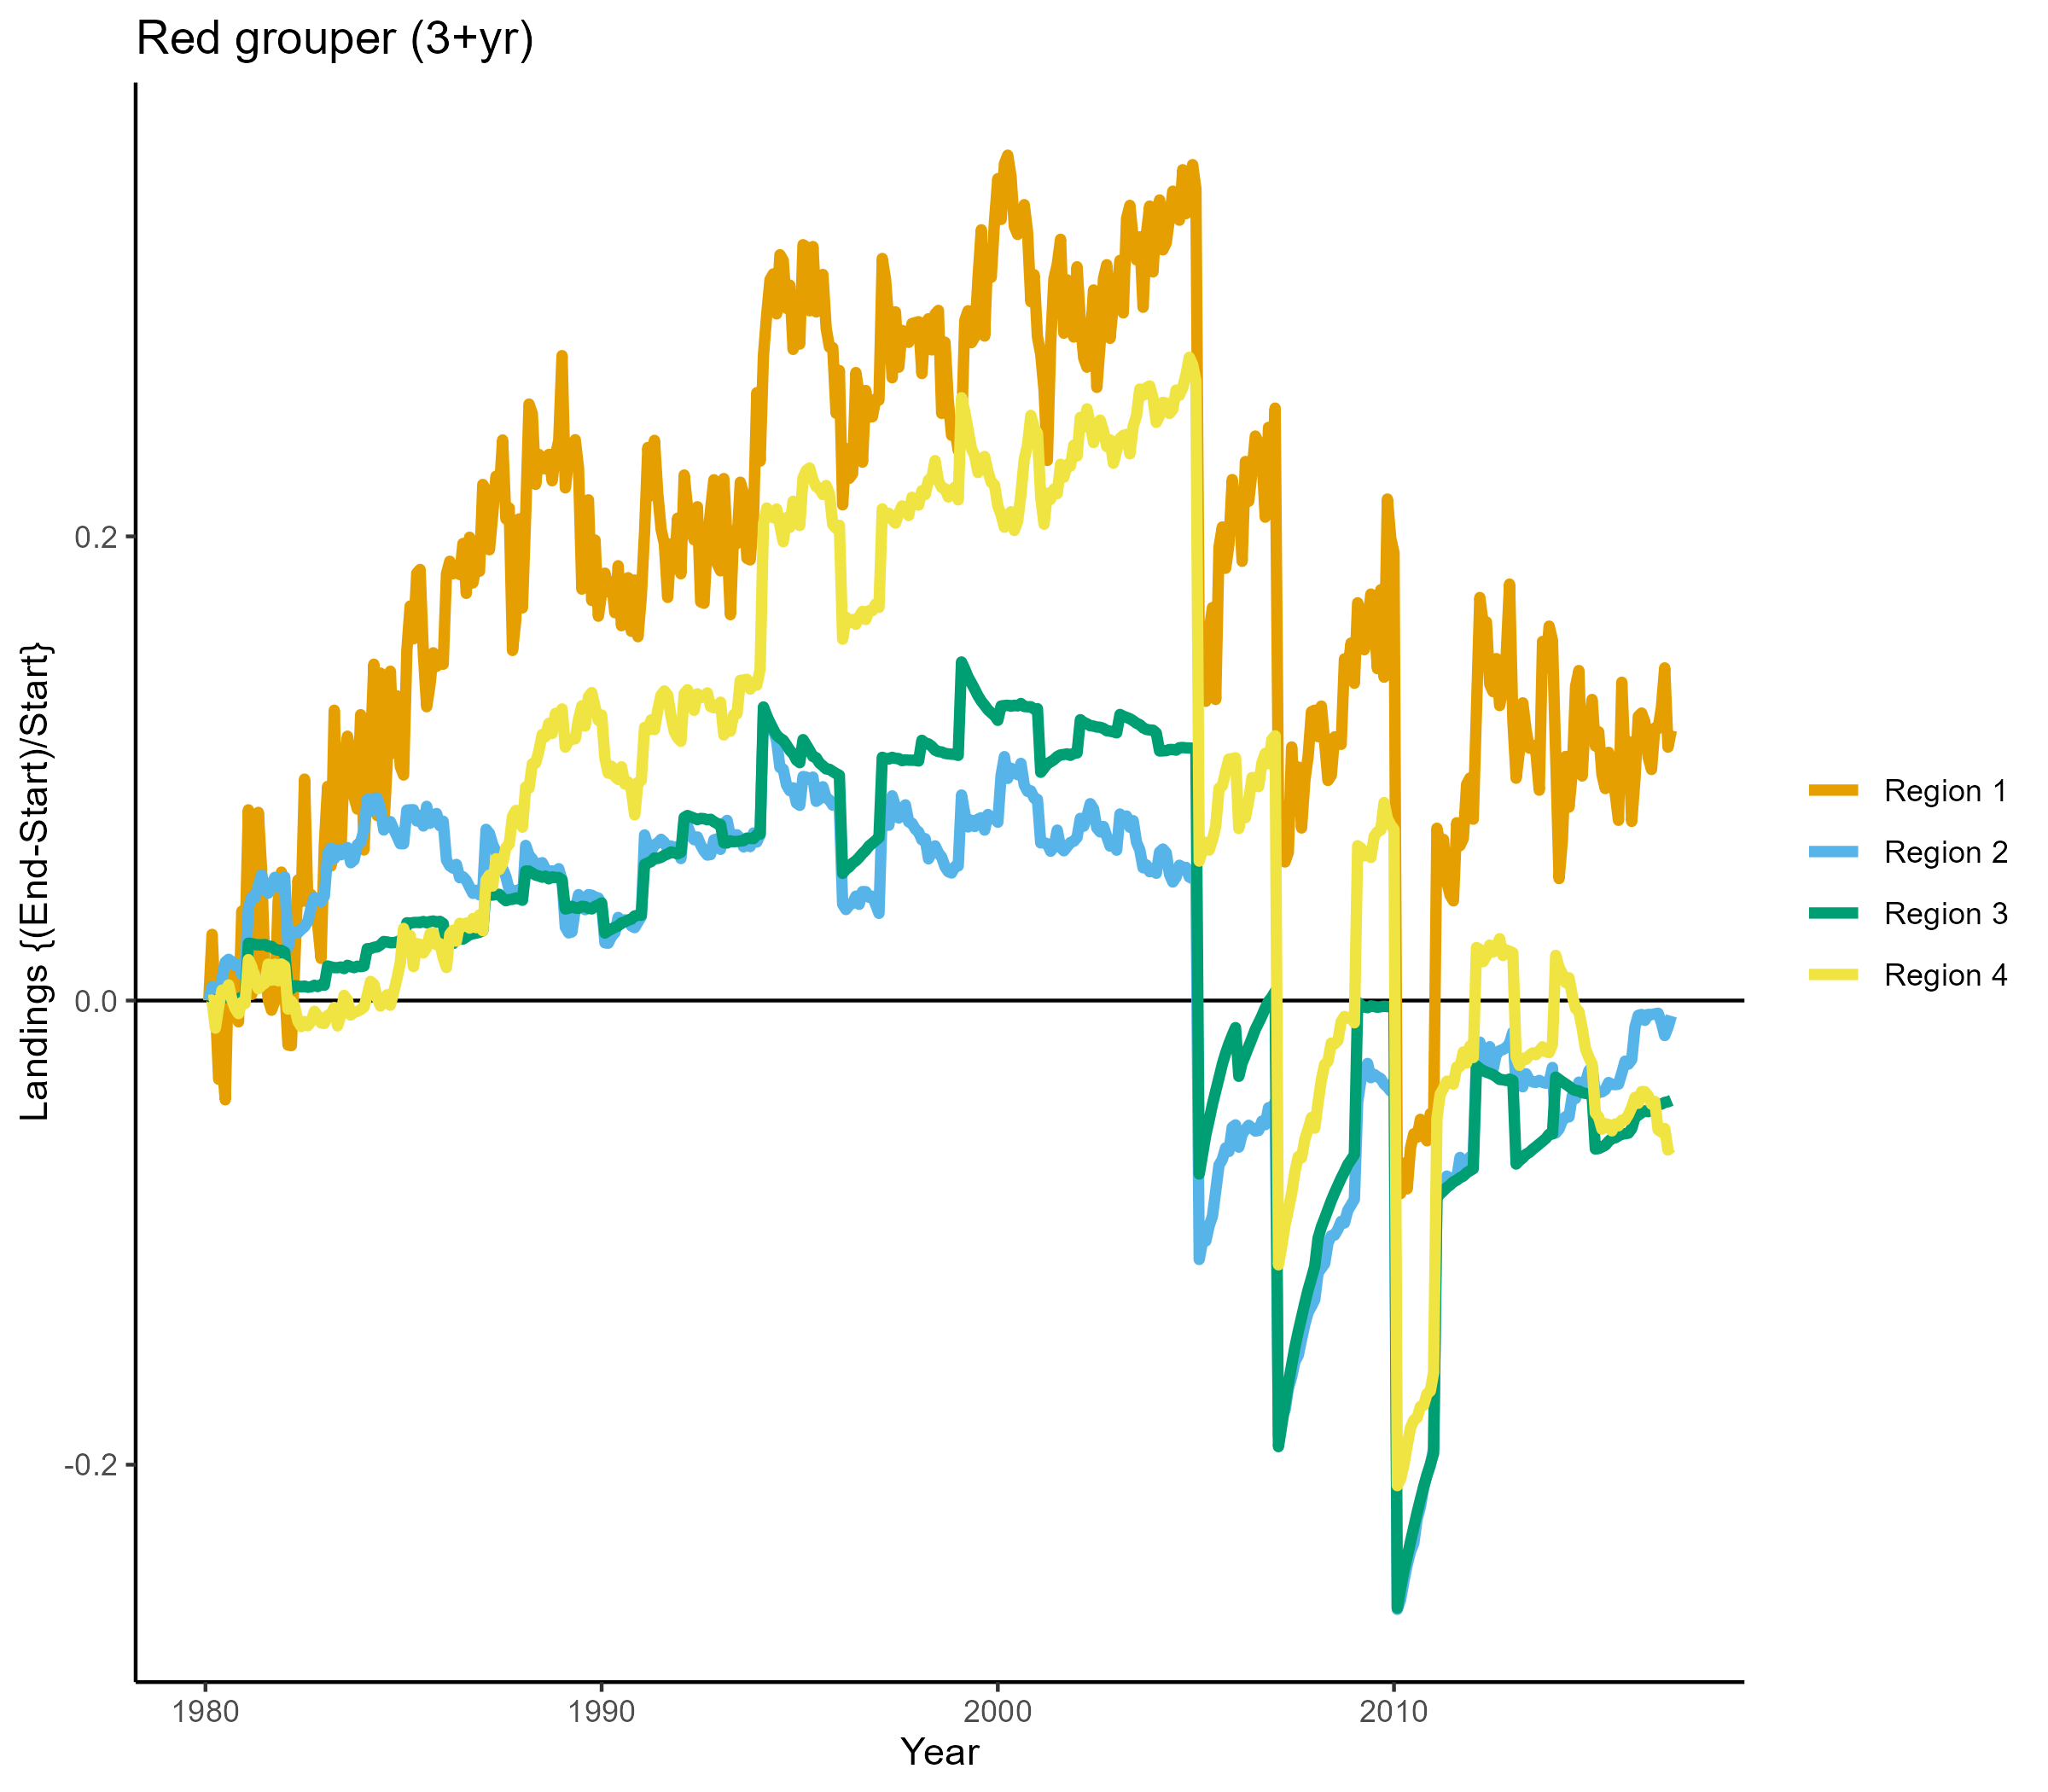 Red grouper (3+yr)
Landings {(End-Start)/Start}
0.2
0.0
-0.2
1980
1990
2000
2010
Year
Region 1
Region 2
Region 3
Region 4